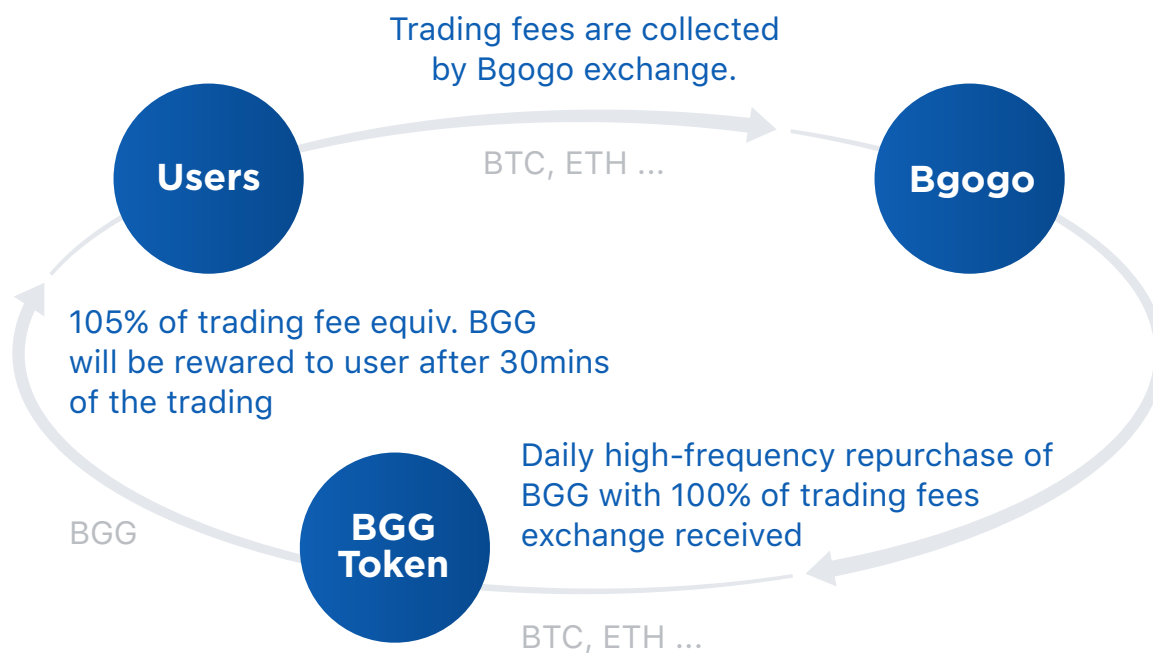 Trading fees are collected
by Bgogo exchange.
Users
BTC, ETH ...
Bgogo
105% of trading fee equiv. BGG
will be rewared to user after 30mins
of the trading
Daily high-frequency repurchase of
BGG with 100% of trading fees
exchange received
BGG
BGG
Token
BTC, ETH ...